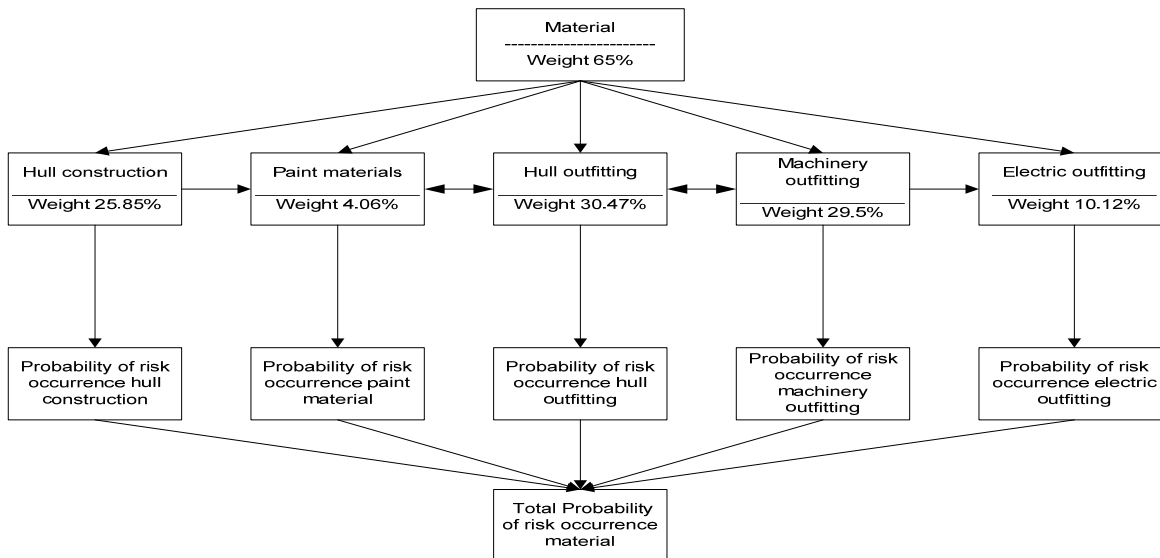 Material
------------------------
Weight 65%
Hull construction
Weight 25.85%
Paint materials
Weight 4.06%
Hull outfitting
Weight 30.47%
Machinery
outfitting
Weight 29.5%
Electric outfitting
Weight 10.12%
Probability of risk
occurrence hull
construction
Probability of risk
occurrence paint
material
Probability of risk
occurrence hull
outfitting
Probability of risk
occurrence
machinery
outfitting
Probability of risk
occurrence electric
outfitting
Total Probability
of risk occurrence
material